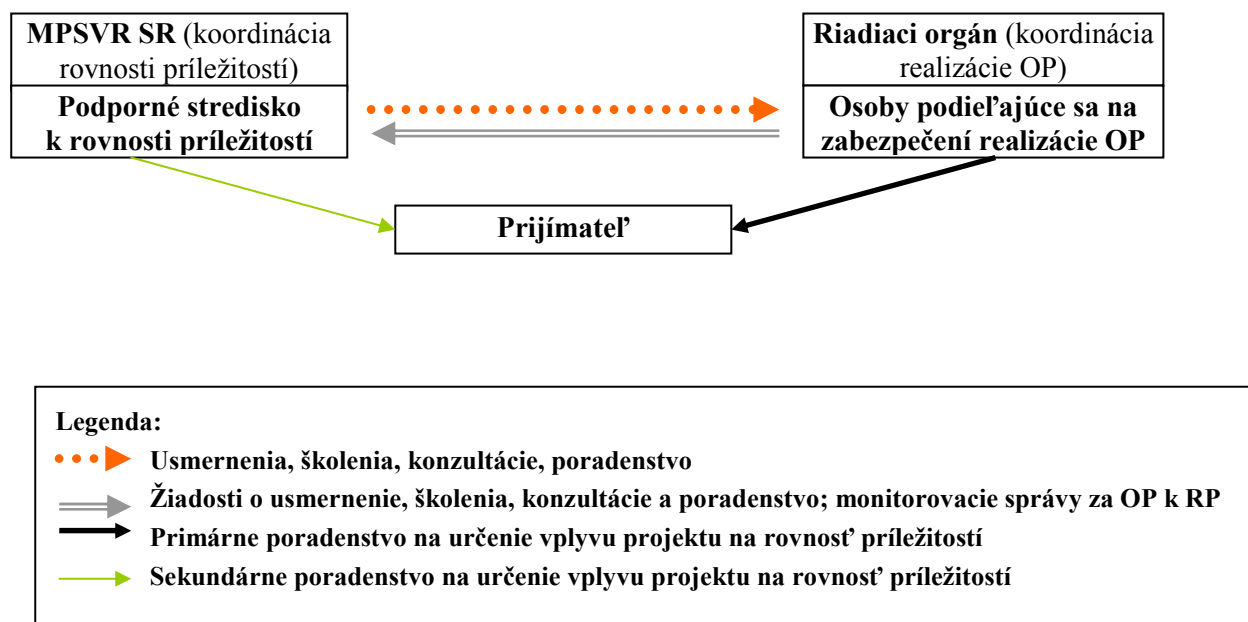 MPSVR SR (koordinácia
rovnosti príležitostí)
Podporné stredisko
k rovnosti príležitostí
Riadiaci orgán (koordinácia
realizácie OP)
Osoby podieľajúce sa na
zabezpečení realizácie OP
Prijímateľ
Legenda:
Usmernenia, školenia, konzultácie, poradenstvo
Žiadosti o usmernenie, školenia, konzultácie a poradenstvo; monitorovacie správy za OP k RP
Primárne poradenstvo na určenie vplyvu projektu na rovnosť príležitostí
Sekundárne poradenstvo na určenie vplyvu projektu na rovnosť príležitostí